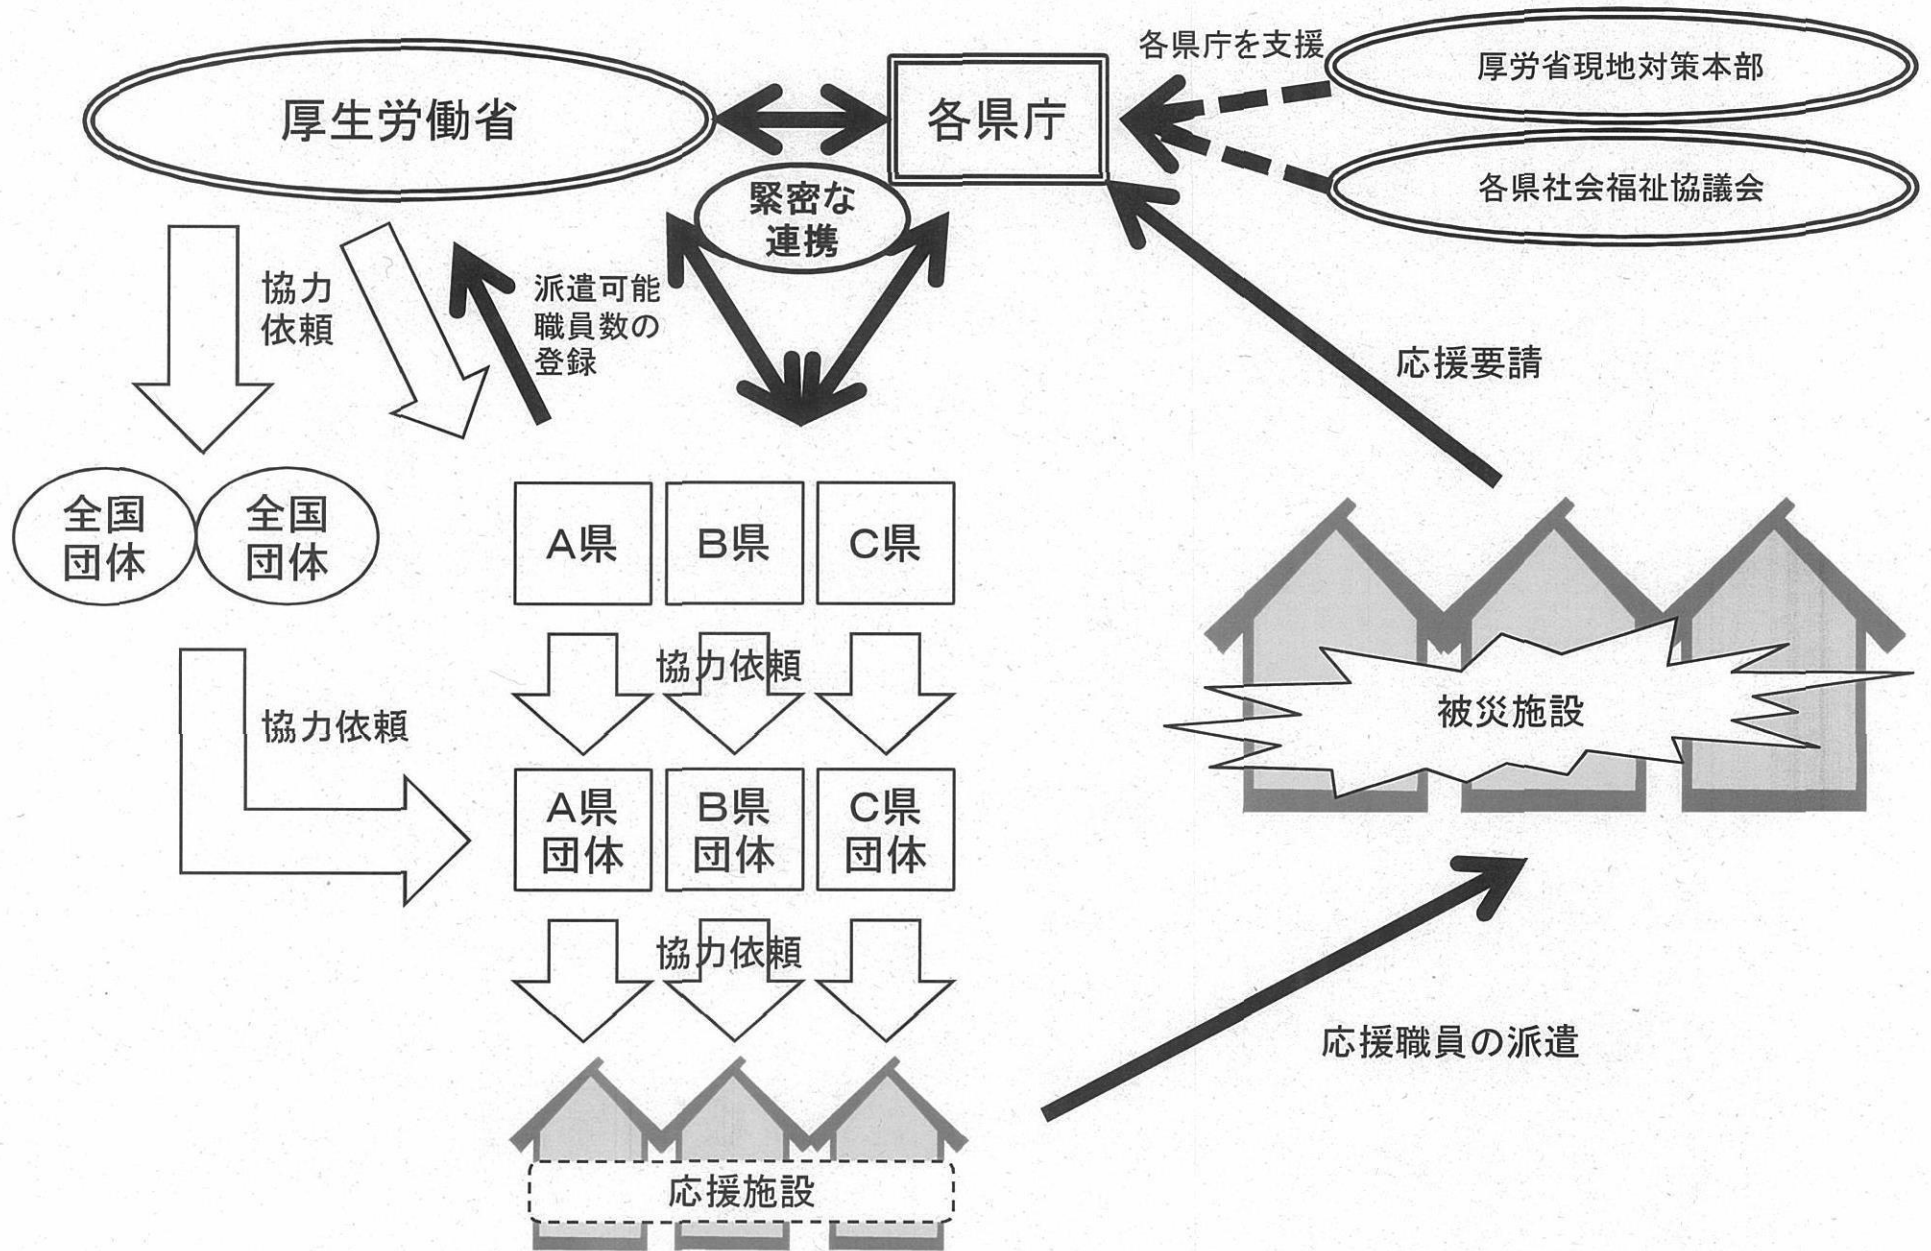 各県庁を支援
厚労省現地対策本部
厚生労働省
各県庁
各県社会福祉協議会
緊密な
連携
協力
依頼
派遣可能
職員数の
登録
応援要請
全国
団体
全国
団体
A県
B県
C県
協力依頼
協力依頼
被災施設
A県
団体
B県
団体
C県
団体
協力依頼
応援職員の派遣
応援施設